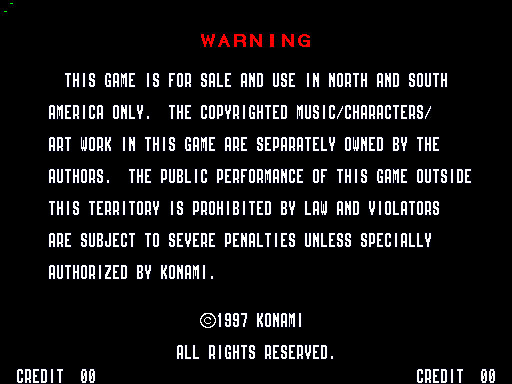 WARNING
THIS GAME IS FOR SALE AND USE IN NORTH AND SOUTH
AMERICA ONLY. THE COPYRIGHTED MUSIC/CHARACTERS/
ART WORK IN THIS GAME ARE SEPARATELY OWNED BY THE
AUTHORS. THE PUBLIC PERFORMANCE OF THIS GAME OUTSIDE
THIS TERRITORY IS PROHIBITED BY LAW AND VIOLATORS
ARE SUBJECT TO SEVERE PENALTIES UNLESS SPECIALLY
AUTHORIZED BY KONAMI.
©1997 KONAMI
ALL RIGHTS RESERVED.
CREDIT 00 CREDIT 00